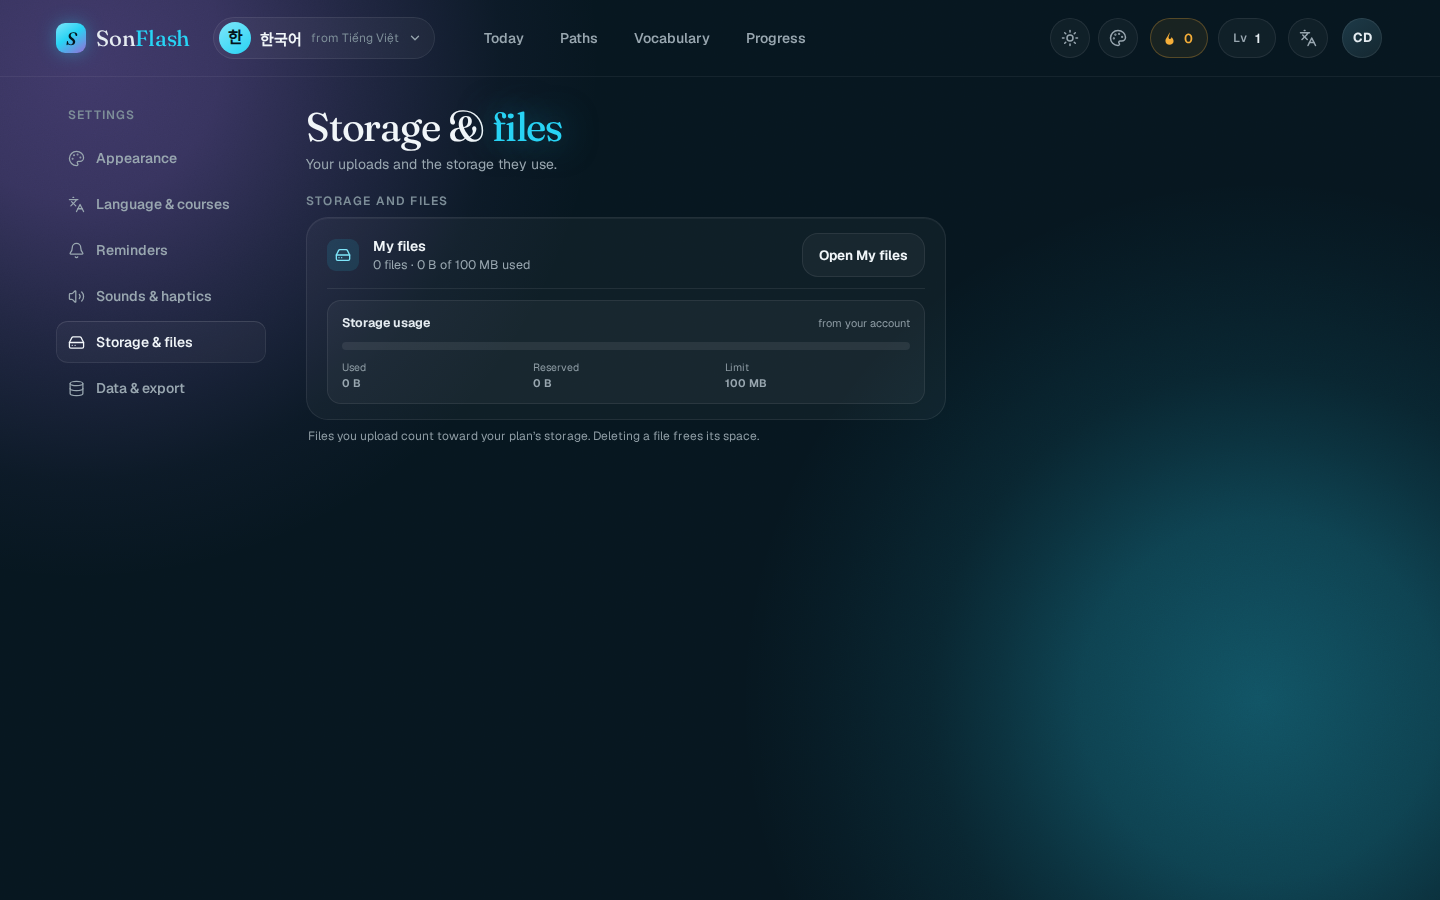 S SonFlash
한 한국어 from Tiếng Việt
Today Paths Vocabulary Progress
0
Lv 1
CD
SETTINGS
Appearance
Language & courses
Reminders
Sounds & haptics
Storage & files
Data & export
Storage & files
Your uploads and the storage they use.
STORAGE AND FILES
My files
0 files · 0 B of 100 MB used
Open My files
Storage usage
from your account
Used Reserved Limit
0 B 0 B 100 MB
Files you upload count toward your plan's storage. Deleting a file frees its space.